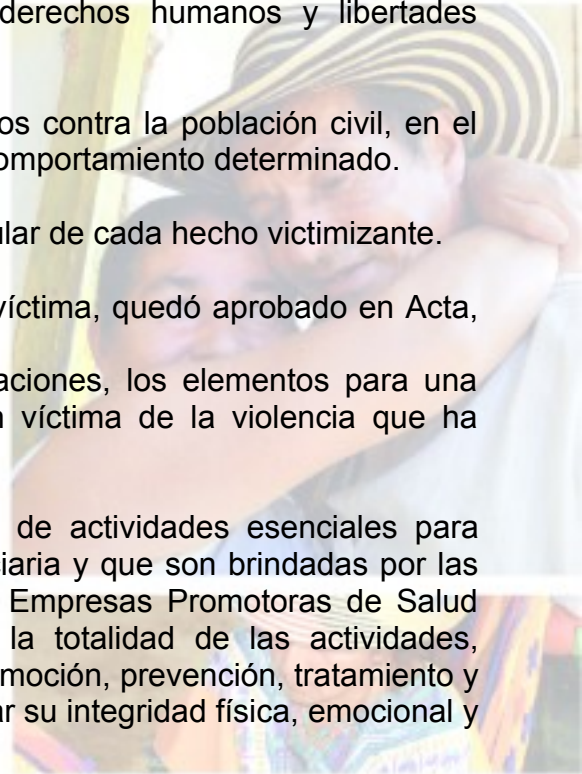 derechos humanos y libertades
os contra la población civil, en el
omportamiento determinado.
ular de cada hecho victimizante.
víctima, quedó aprobado en Acta,
aciones, los elementos para una
víctima de la violencia que ha
de actividades esenciales para
iaria y que son brindadas por las
Empresas Promotoras de Salud
la totalidad de las actividades,
moción, prevención, tratamiento y
ar su integridad física, emocional y